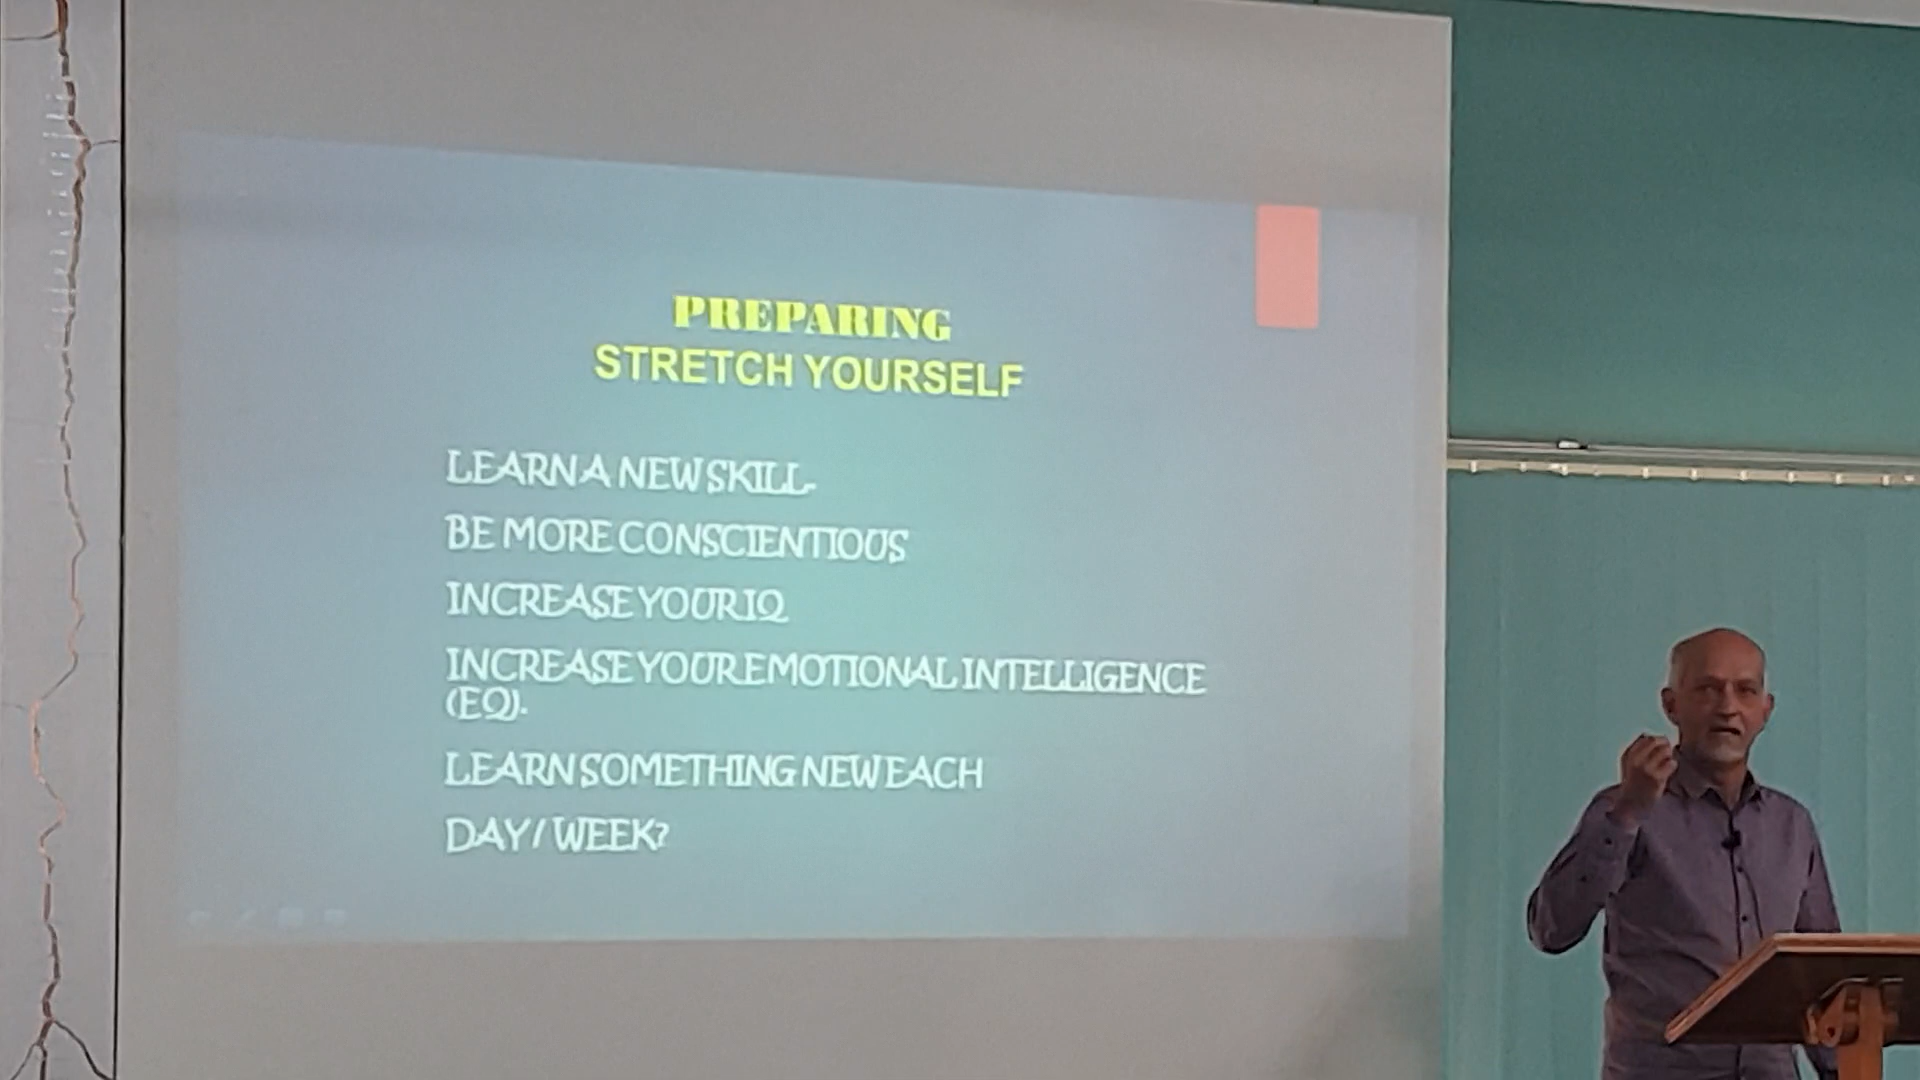 PREPARING
STRETCH YOURSELF
LEARN A NEW SKILL-
BE MORE CONSCIENTIOUS
INCREASE YOUR IQ
INCREASE YOUR EMOTIONAL INTELLIGENCE
(EQ).
LEARN SOMETHING NEW EACH
DAY / WEEK?